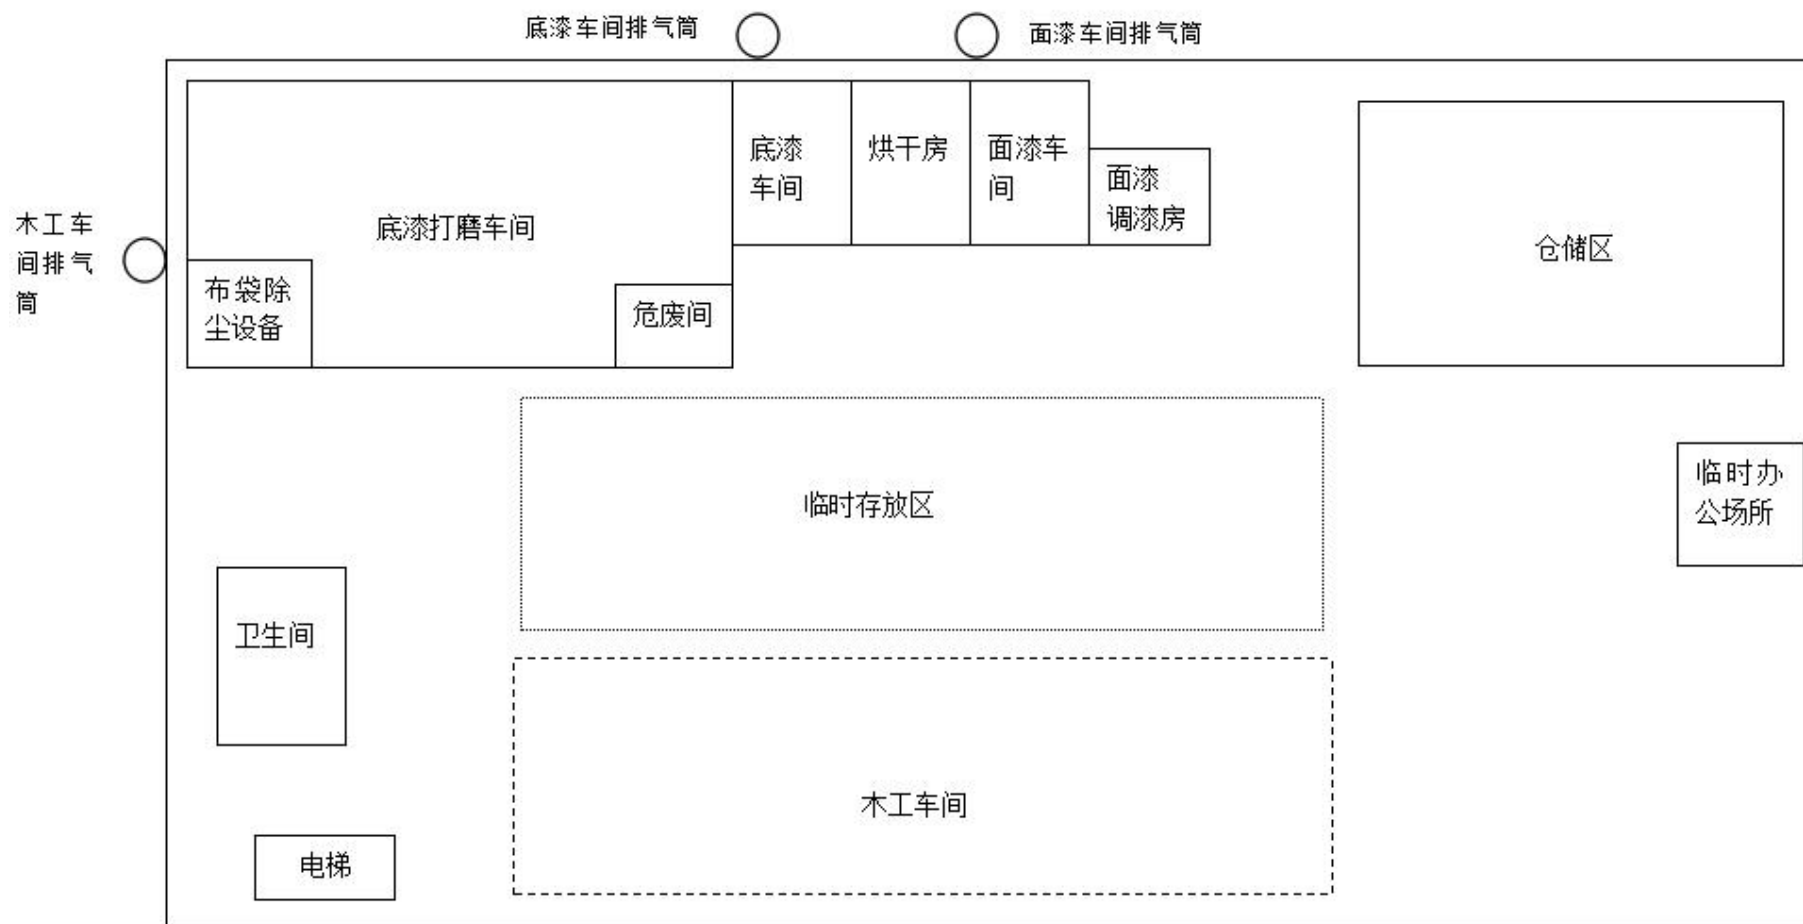 底漆车间排气筒
面漆车间排气筒
底漆
车间
烘干房
面漆车
间
面漆
调漆房
木工车
间排气
筒
底漆打磨车间
仓储区
布袋除
尘设备
危废间
临时存放区
临时办
公场所
卫生间
木工车间
电梯